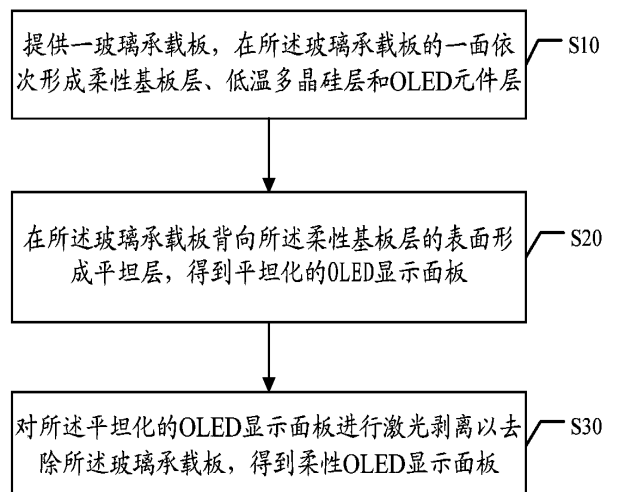 提供一玻璃承载板，在所述玻璃承载板的一面依
次形成柔性基板层、低温多晶硅层和OLED元件层
S10
在所述玻璃承载板背向所述柔性基板层的表面形
成平坦层，得到平坦化的OLED显示面板
S20
对所述平坦化的OLED显示面板进行激光剥离以去
除所述玻璃承载板，得到柔性OLED显示面板
S30